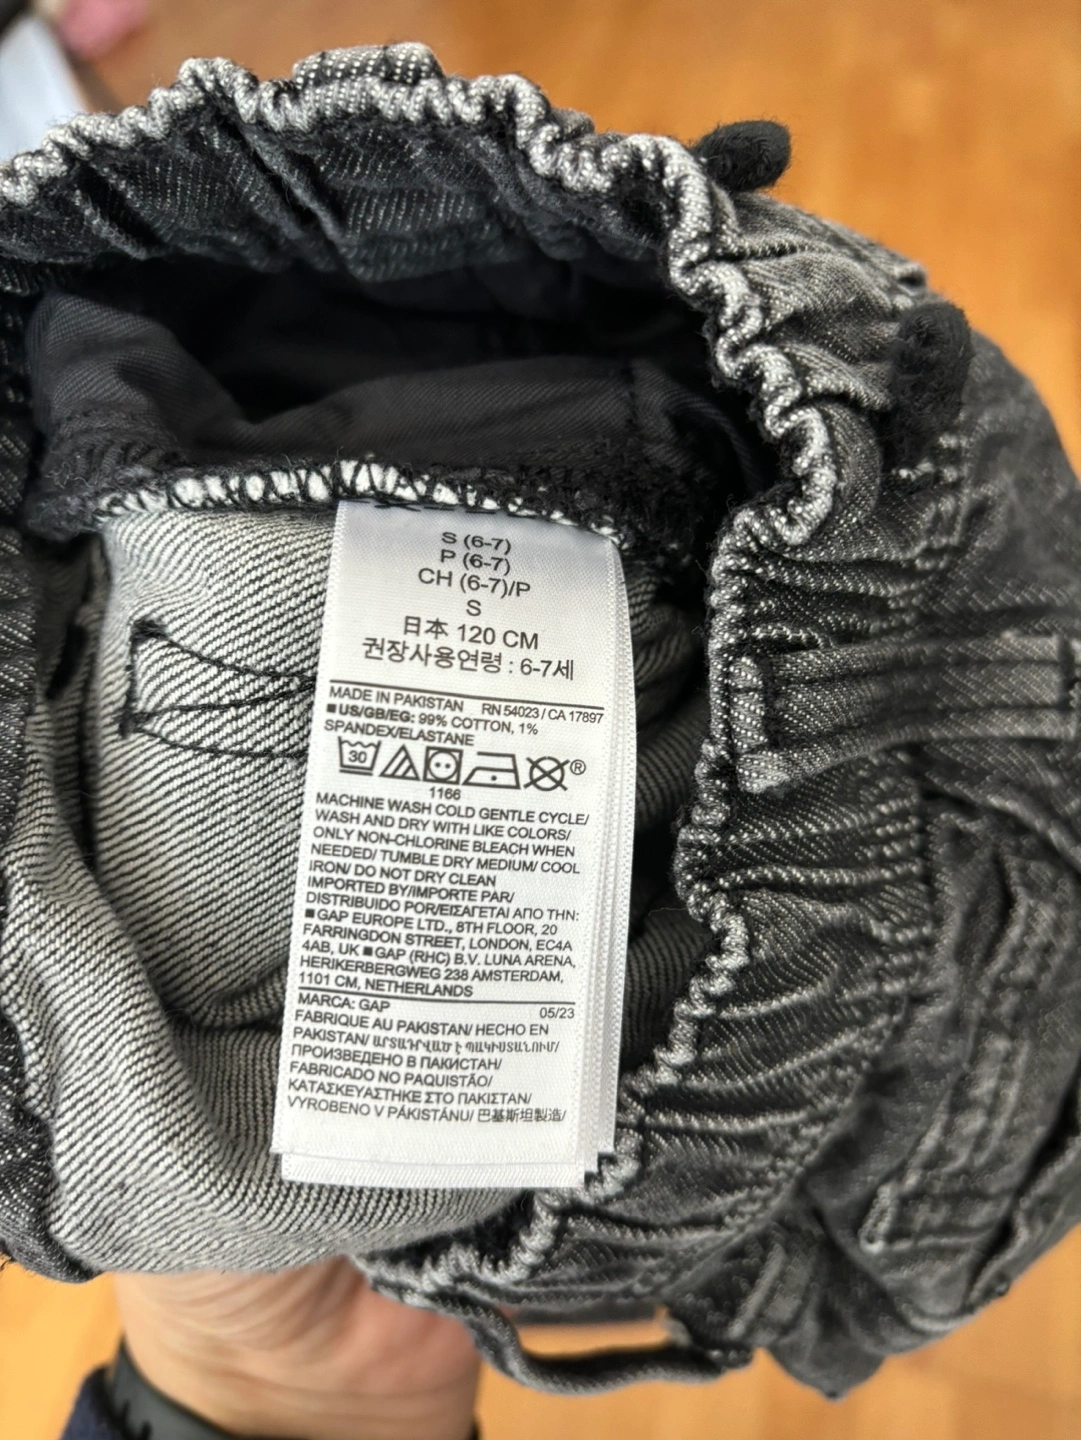 S (6-7)
P (6-7)
CH (6-7)/P
S
日本 120 CM
권장사용연령 : 6-7세
MADE IN PAKISTAN RN 54023 / CA 17897
■US/GB/EG: 99% COTTON, 1%
SPANDEX/ELASTANE
30
®
1166
MACHINE WASH COLD GENTLE CYCLE/
WASH AND DRY WITH LIKE COLORS/
ONLY NON-CHLORINE BLEACH WHEN
NEEDED/ TUMBLE DRY MEDIUM/ COOL
IRON/ DO NOT DRY CLEAN
IMPORTED BY/IMPORTE PAR/
DISTRIBUIDO POR/ΕΙΣΑΓΕΤΑΙ ΑΠΟ ΤΗΝ:
■GAP EUROPE LTD., 8TH FLOOR, 20
FARRINGDON STREET, LONDON, EC4A
4AB, UK ■GAP (RHC) B.V. LUNA ARENA,
HERIKERBERGWEG 238 AMSTERDAM,
1101 CM, NETHERLANDS
MARCA: GAP 05/23
FABRIQUE AU PAKISTAN/ HECHO EN
PAKISTAN/ ԱՐՏԱԴՐՎԱԾ Է ՊԱԿԻՍՏԱՆՈՒՄ/
ПРОИЗВЕДЕНО В ПАКИСТАН/
FABRICADO NO PAQUISTÃO/
ΚΑΤΑΣΚΕΥΑΣΤΗΚΕ ΣΤΟ ΠΑΚΙΣΤΑΝ/
VYROBENO V PÁKISTÁNU/ 巴基斯坦製造/